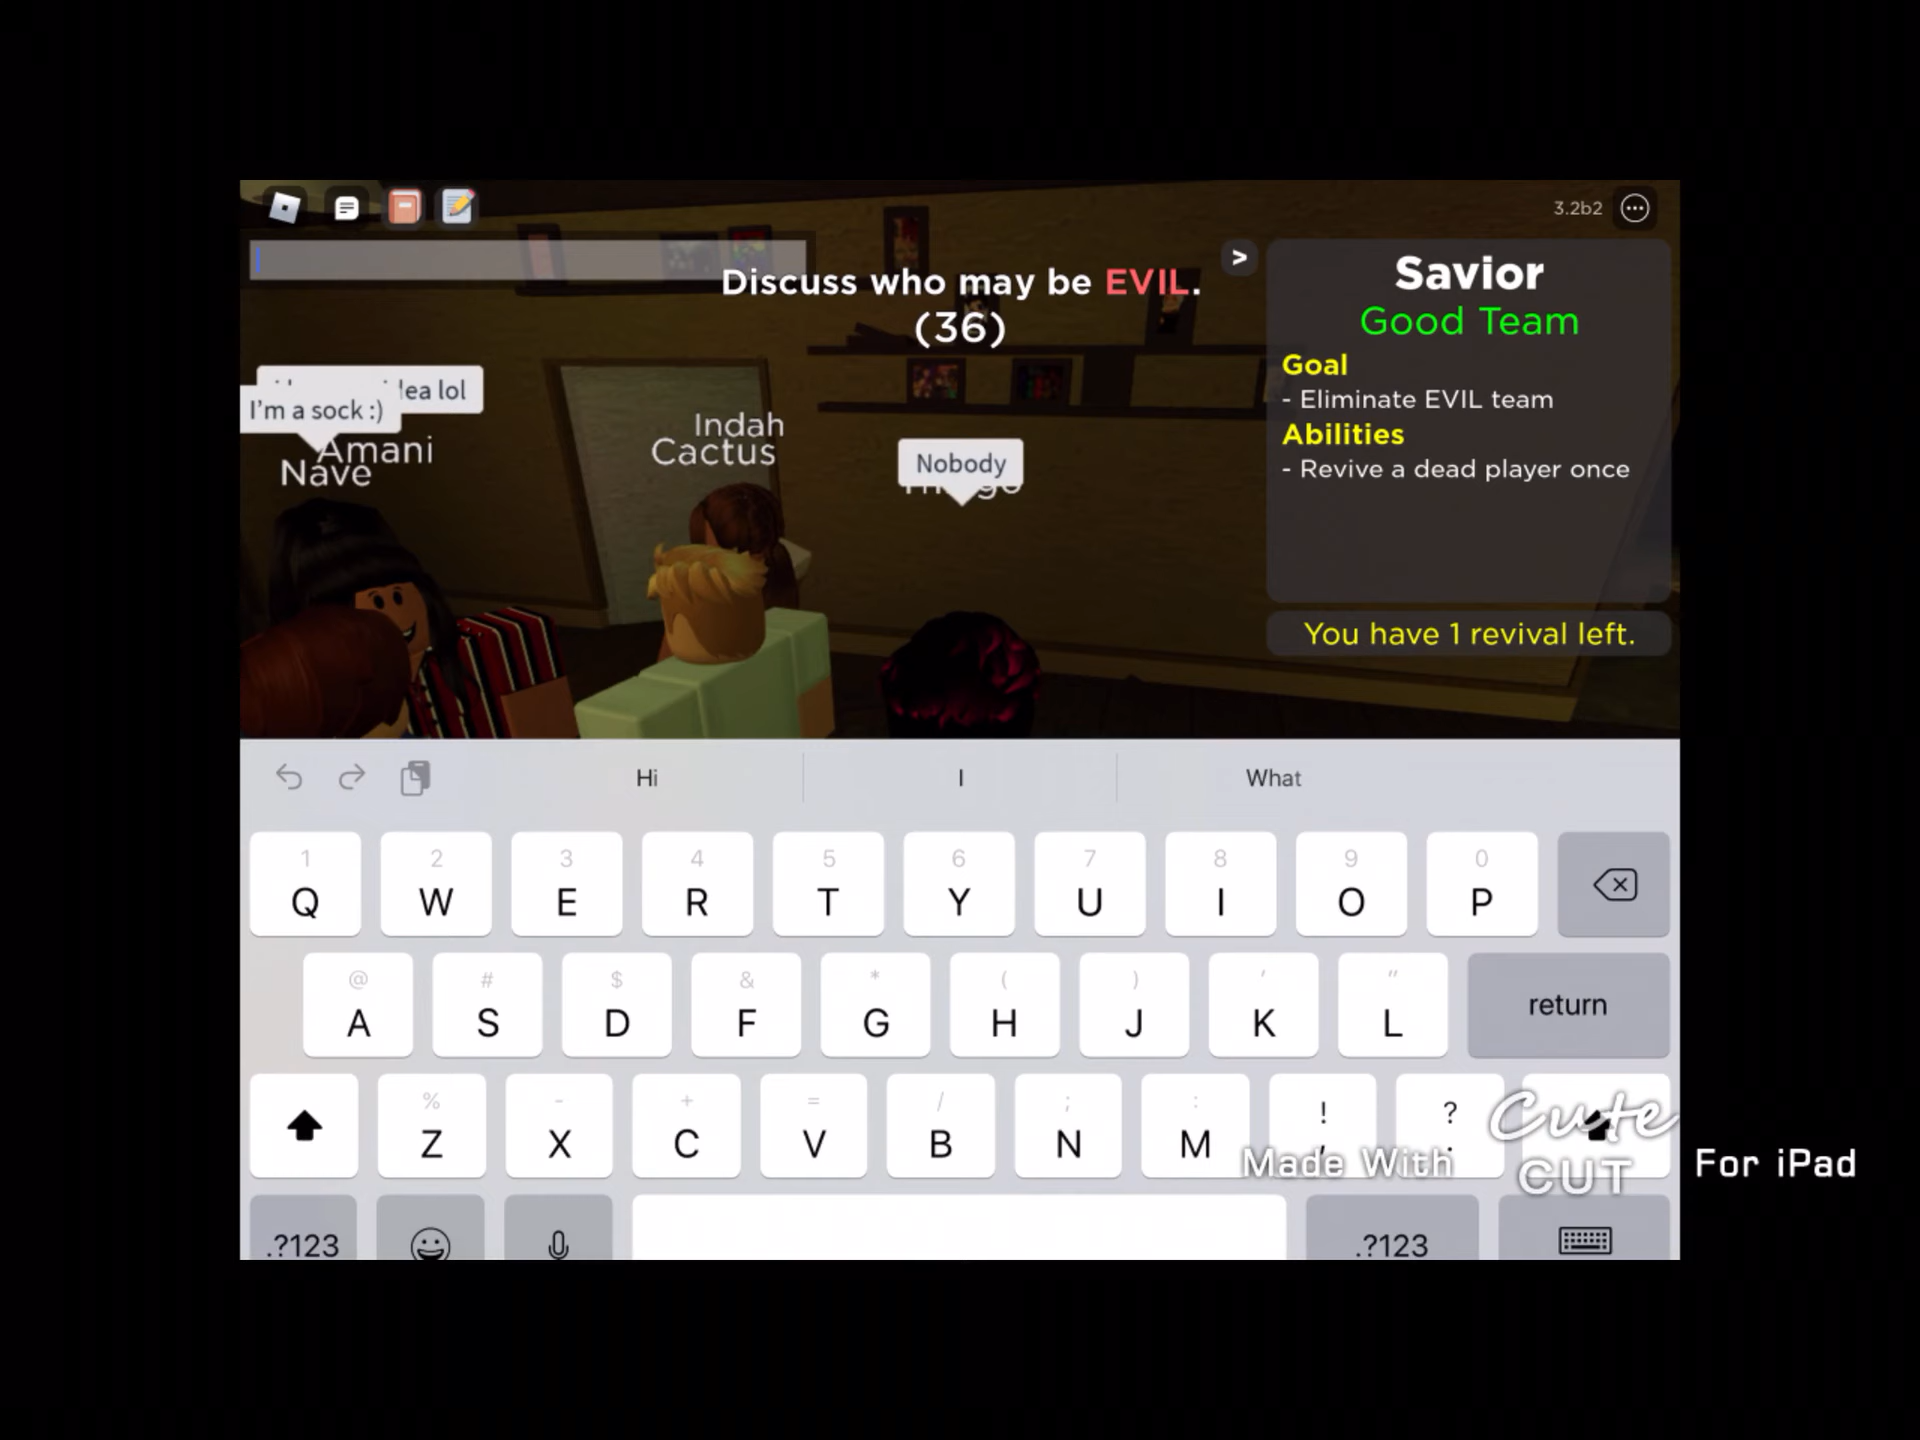 3.2b2
Discuss who may be EVIL.
(36)
>
Savior
Good Team
Goal
- Eliminate EVIL team
Abilities
- Revive a dead player once
You have 1 revival left.
lol
I'm a sock :)
Amani
Nave
Indah
Cactus
Nobody
Hi
I
What
1 2 3 4 5 6 7 8 9 0
Q W E R T Y U I O P
@ # $ & * ( ) ' "
A S D F G H J K L return
% - + = / ; : ! ?
Z X C V B N M , .
.?123 .?123
Made With Cute CUT For iPad